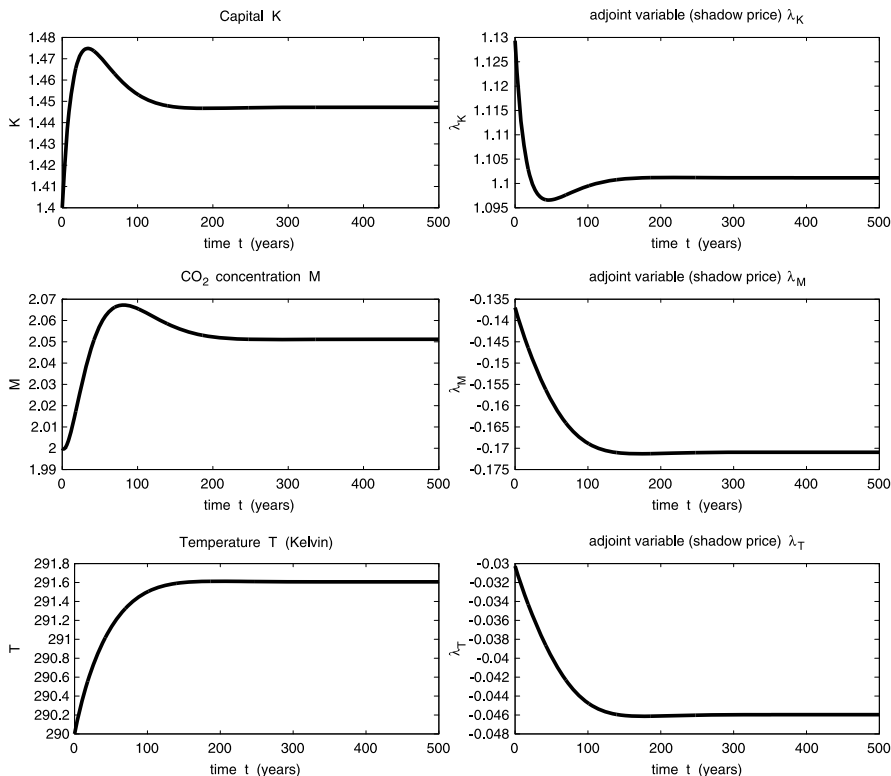 Capital K
1.48
1.47
1.46
1.45
1.44
1.43
1.42
1.41
1.4
K
0 100 200 300 400 500
time t (years)
adjoint variable (shadow price) λ_K
1.13
1.125
1.12
1.115
1.11
1.105
1.1
1.095
λ_K
0 100 200 300 400 500
time t (years)
CO₂ concentration M
2.07
2.06
2.05
2.04
2.03
2.02
2.01
2
1.99
M
0 100 200 300 400 500
time t (years)
adjoint variable (shadow price) λ_M
-0.135
-0.14
-0.145
-0.15
-0.155
-0.16
-0.165
-0.17
-0.175
λ_M
0 100 200 300 400 500
time t (years)
Temperature T (Kelvin)
291.8
291.6
291.4
291.2
291
290.8
290.6
290.4
290.2
290
T
0 100 200 300 400 500
time t (years)
adjoint variable (shadow price) λ_T
-0.03
-0.032
-0.034
-0.036
-0.038
-0.04
-0.042
-0.044
-0.046
-0.048
λ_T
0 100 200 300 400 500
time t (years)